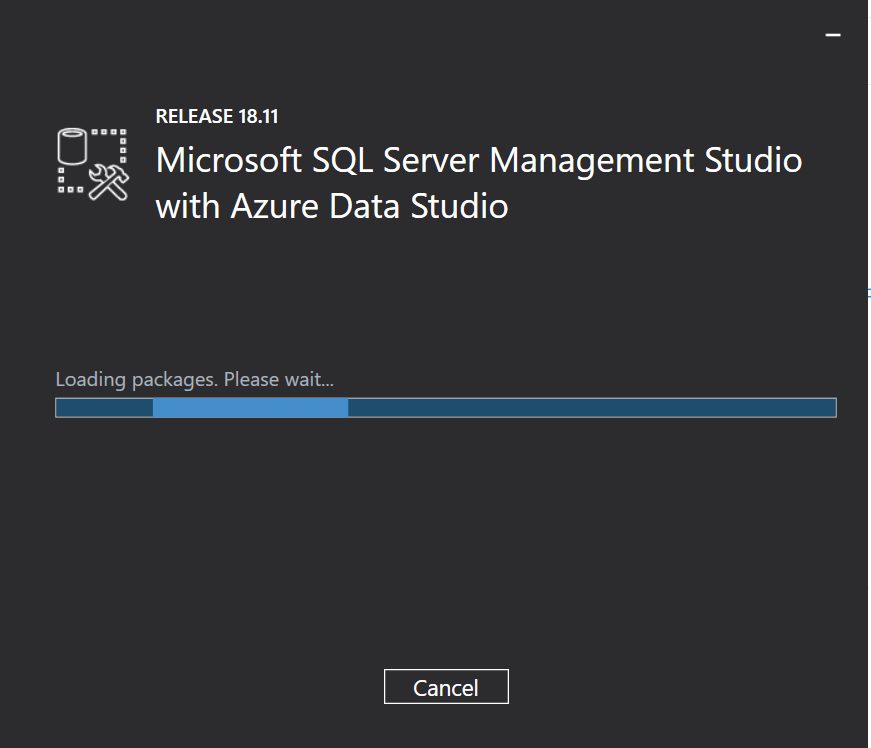 RELEASE 18.11
Microsoft SQL Server Management Studio
with Azure Data Studio
Loading packages. Please wait...
Cancel